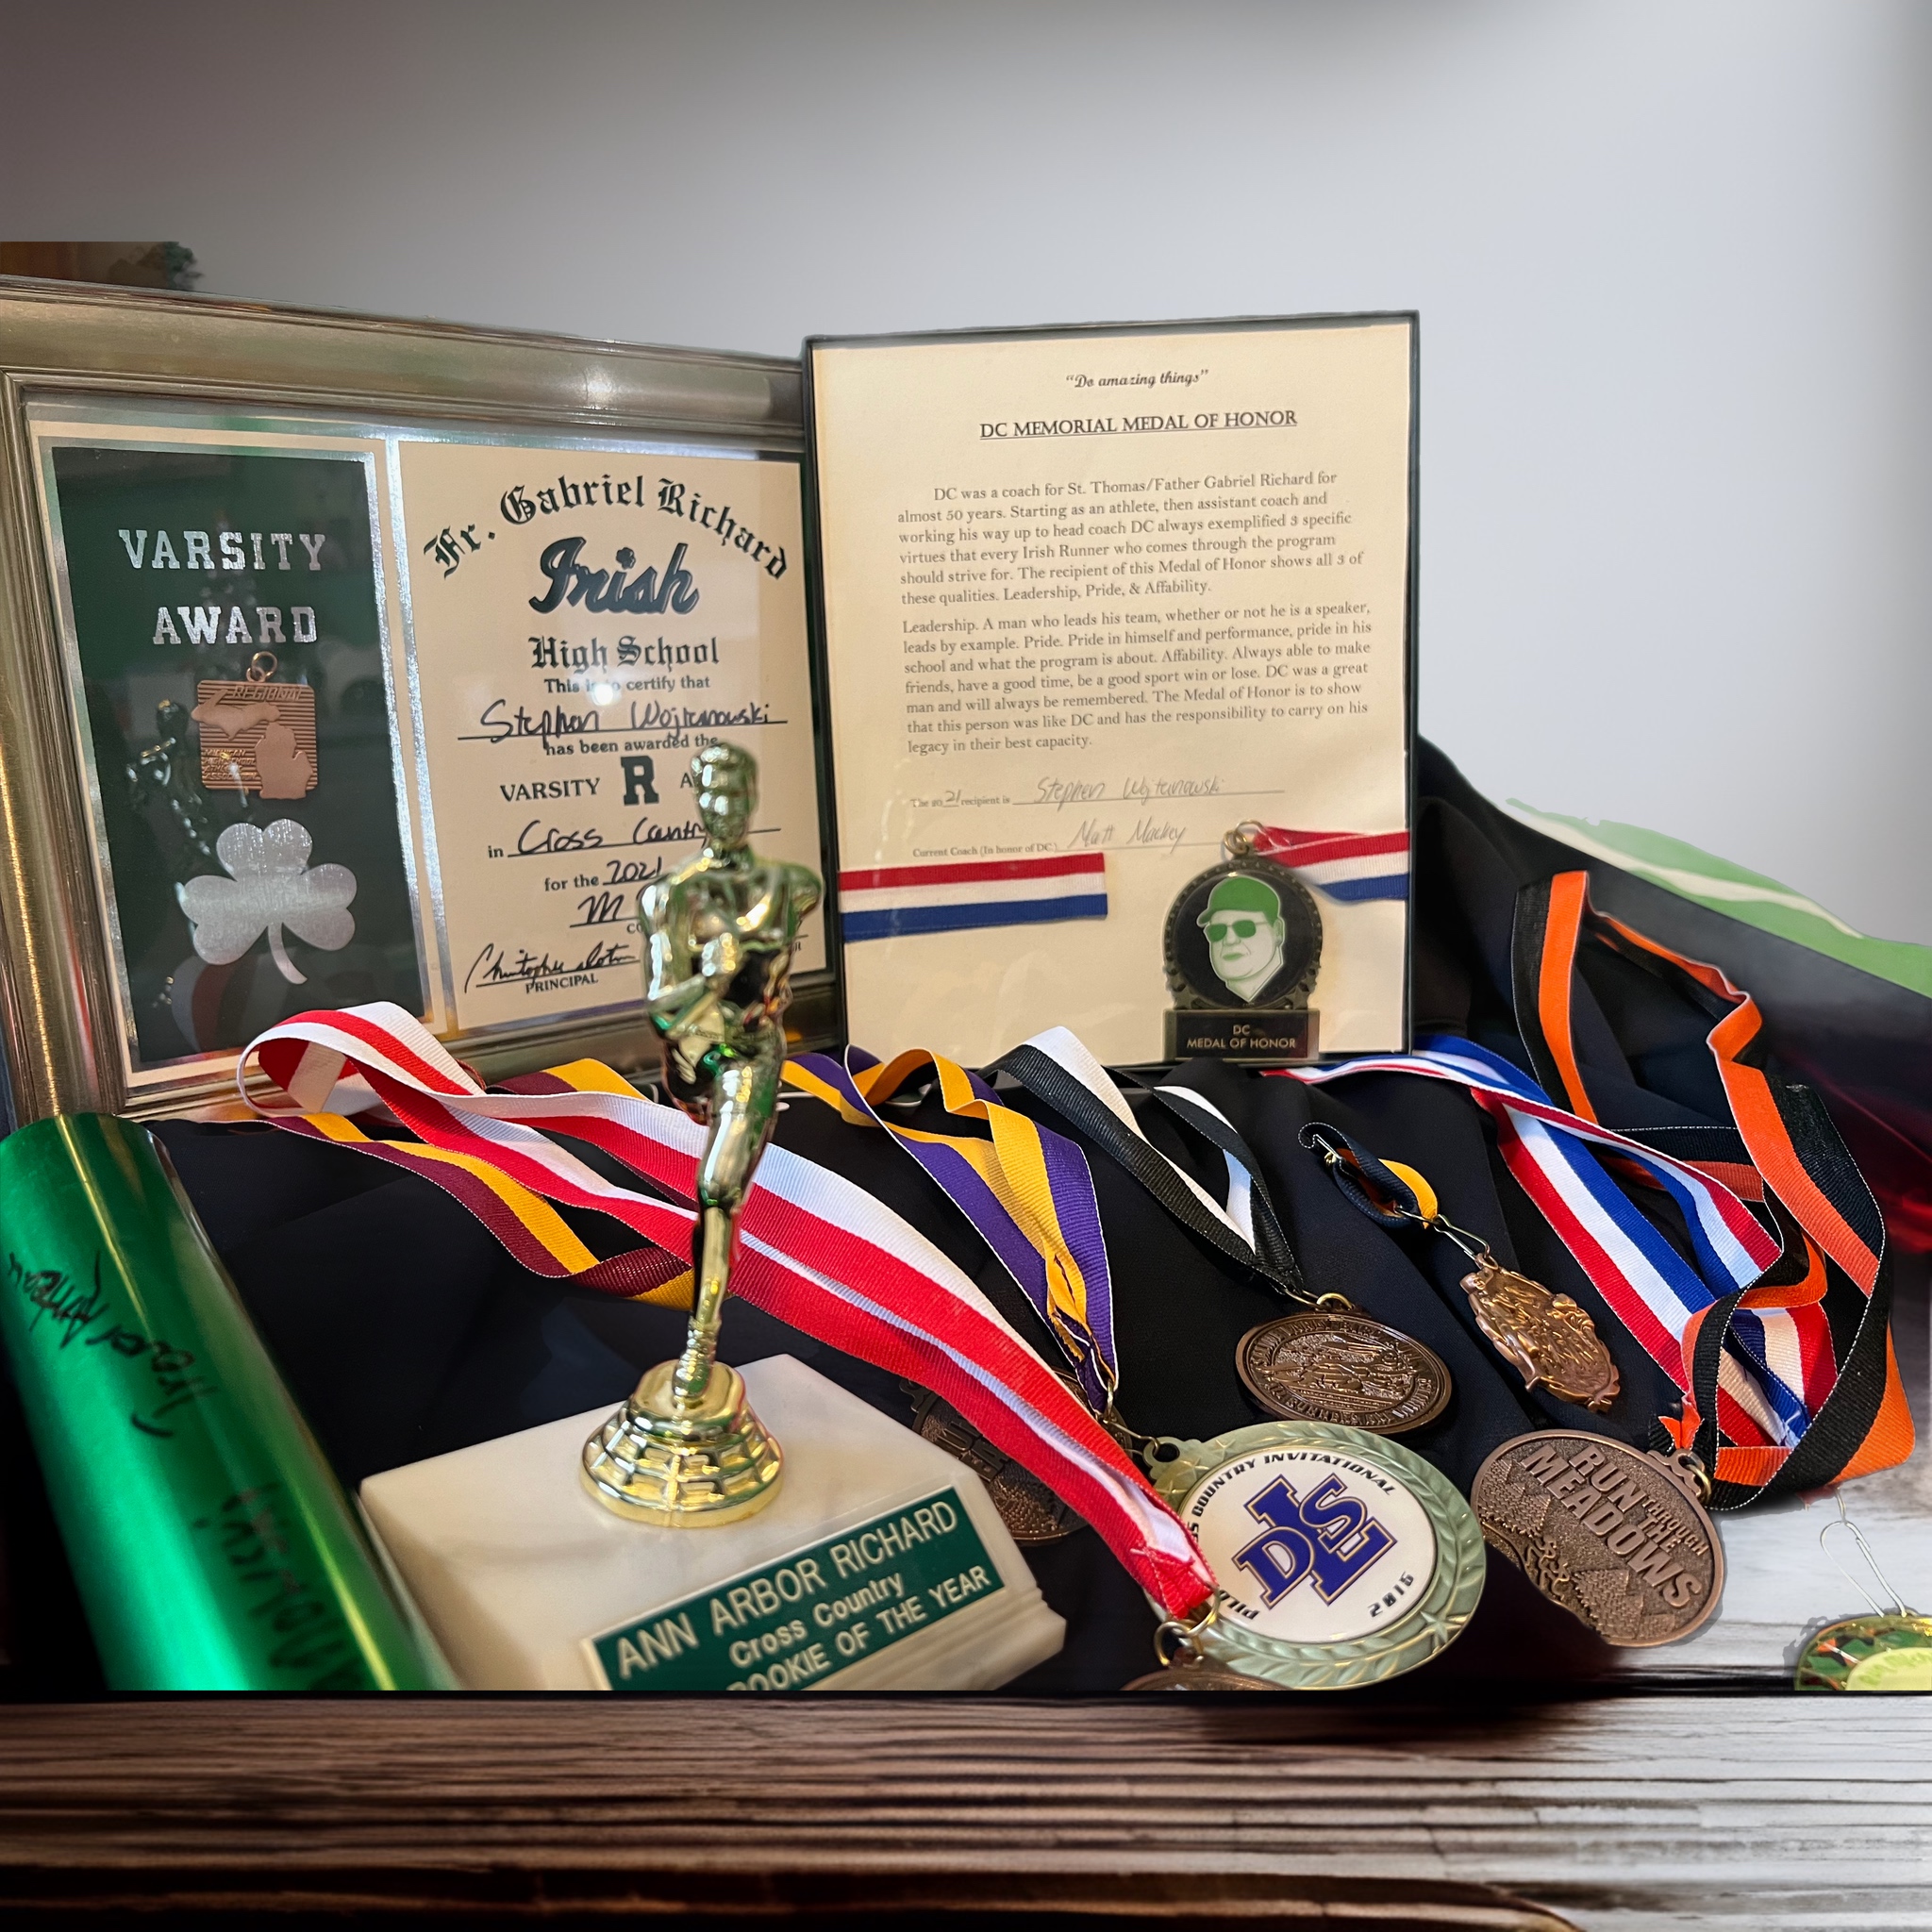 VARSITY
AWARD
REGIONAL
Fr. Gabriel Richard
Irish
High School
This is to certify that
Stephen Wojtanowski
has been awarded the
VARSITY R A
in Cross Countr
for the 2021
M
Christopher
PRINCIPAL
"Do amazing things"
DC MEMORIAL MEDAL OF HONOR
DC was a coach for St. Thomas/Father Gabriel Richard for
almost 50 years. Starting as an athlete, then assistant coach and
working his way up to head coach DC always exemplified 3 specific
virtues that every Irish Runner who comes through the program
should strive for. The recipient of this Medal of Honor shows all 3 of
these qualities. Leadership, Pride, & Affability.
Leadership. A man who leads his team, whether or not he is a speaker,
leads by example. Pride. Pride in himself and performance, pride in his
school and what the program is about. Affability. Always able to make
friends, have a good time, be a good sport win or lose. DC was a great
man and will always be remembered. The Medal of Honor is to show
that this person was like DC and has the responsibility to carry on his
legacy in their best capacity.
The 2021 recipient is Stephen Wojtanowski
Current Coach (In honor of DC) Matt Mackey
DC
MEDAL OF HONOR
Trevor
ANN ARBOR RICHARD
Cross Country
ROOKIE OF THE YEAR
COUNTRY INVITATIONAL
DLS
2016
RUN
THROUGH
THE
MEADOWS